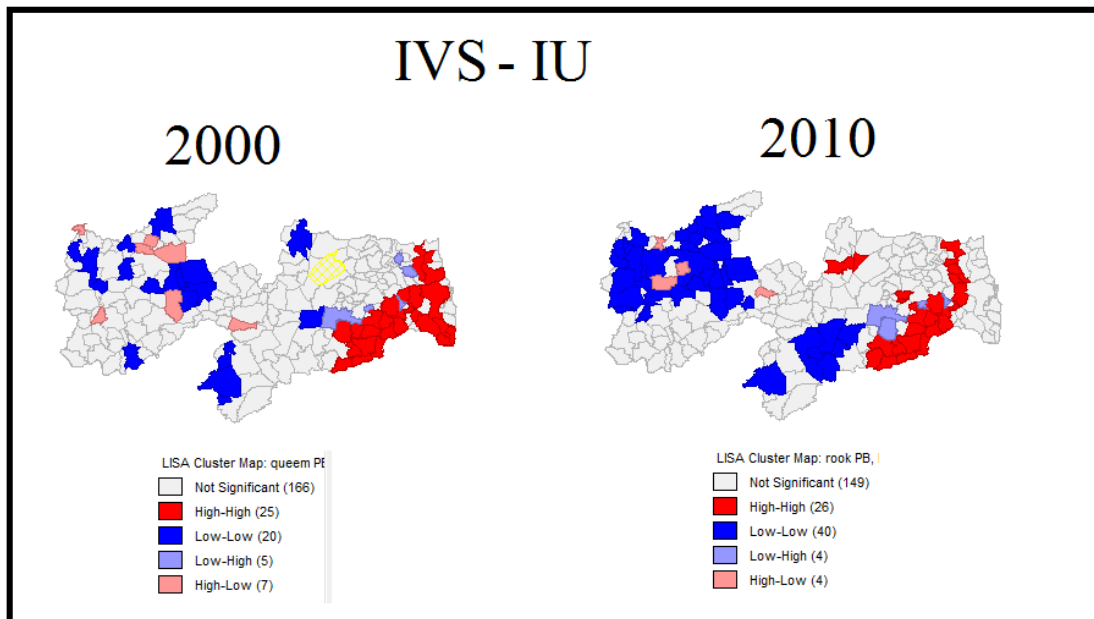 IVS - IU
2000
2010
LISA Cluster Map: queem PB
Not Significant (166)
High-High (25)
Low-Low (20)
Low-High (5)
High-Low (7)
LISA Cluster Map: rook PB,
Not Significant (149)
High-High (26)
Low-Low (40)
Low-High (4)
High-Low (4)